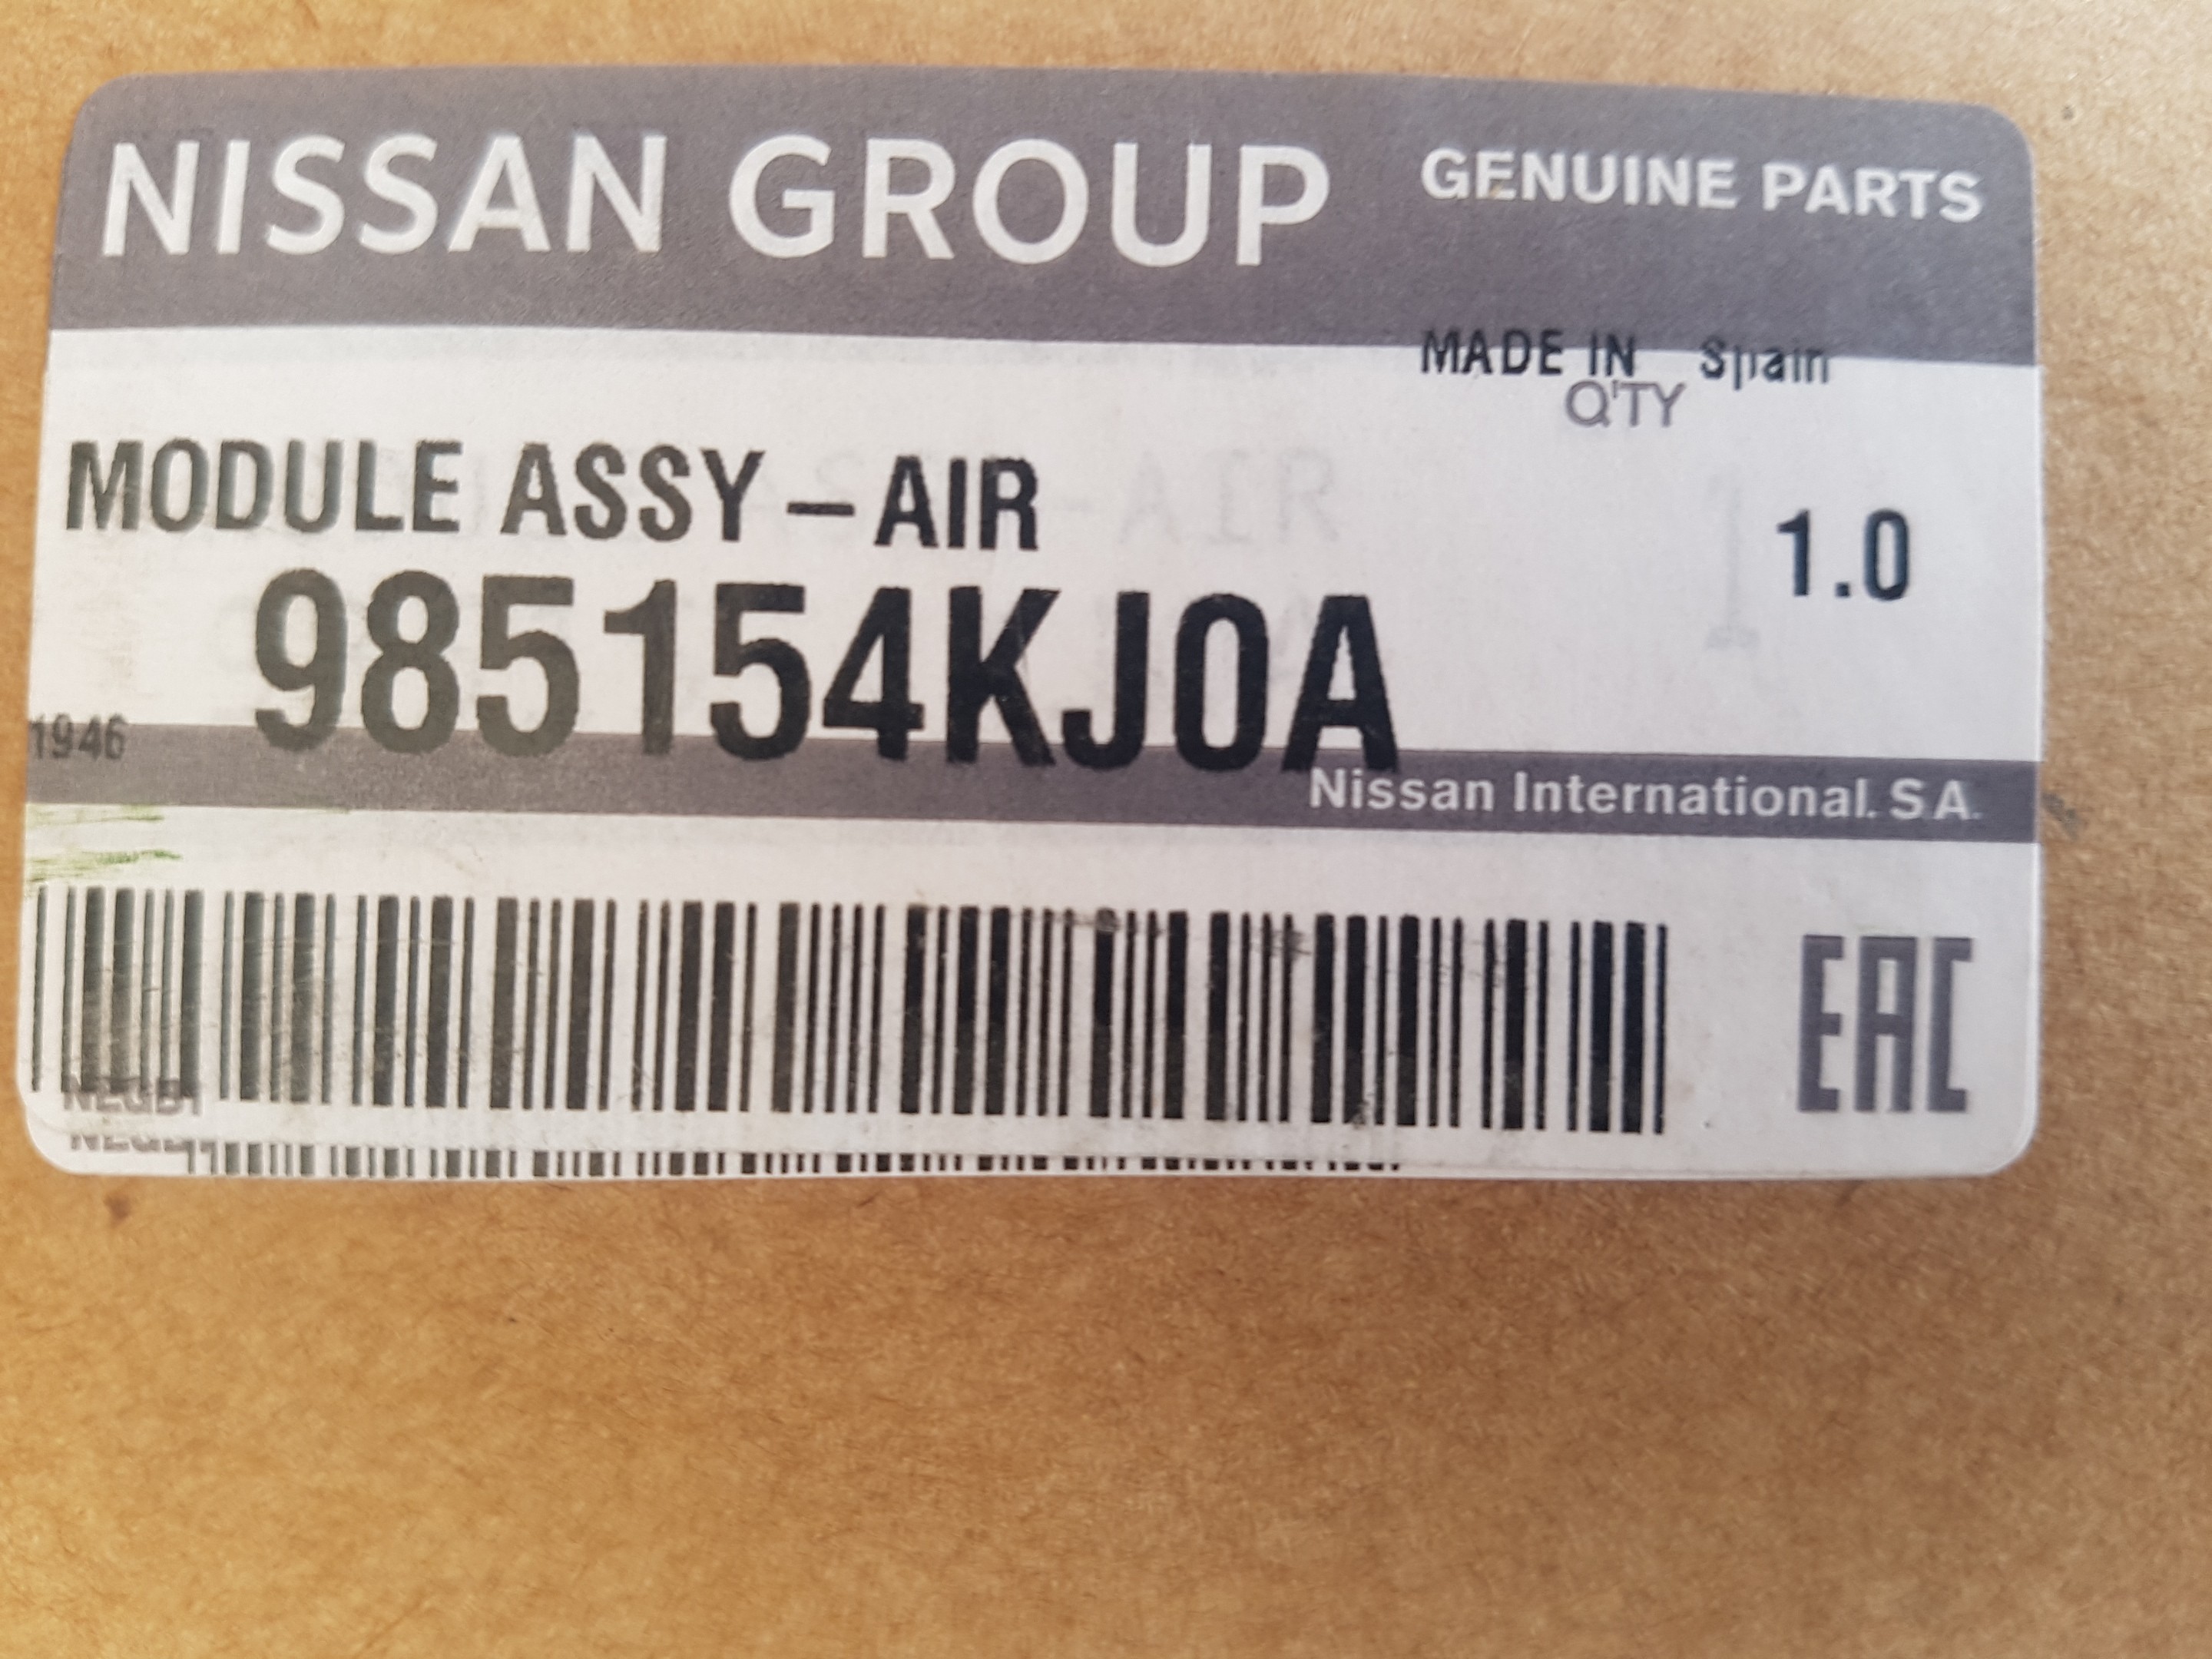 NISSAN GROUP GENUINE PARTS
MADE IN Spain
Q'TY
MODULE ASSY – AIR
1.0
985154KJ0A
1946
Nissan International. S A.
EAC